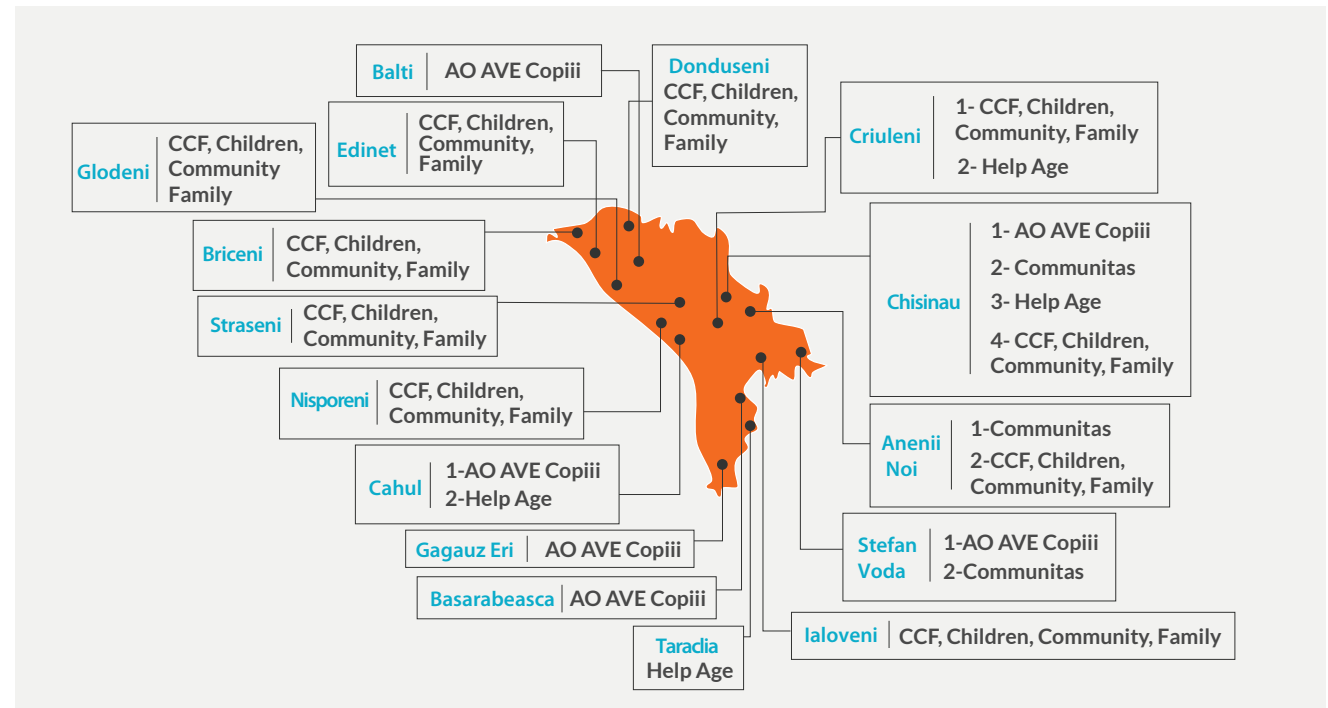 Balti
AO AVE Copiii
Donduseni
CCF, Children,
Community,
Family
Edinet
CCF, Children,
Community,
Family
Glodeni
CCF, Children,
Community
Family
Briceni
CCF, Children,
Community, Family
Straseni
CCF, Children,
Community, Family
Nisporeni
CCF, Children,
Community, Family
Cahul
1-AO AVE Copiii
2-Help Age
Gagauz Eri
AO AVE Copiii
Basarabeasca
AO AVE Copiii
Taraclia
Help Age
Criuleni
1- CCF, Children,
Community, Family
2- Help Age
Chisinau
1- AO AVE Copiii
2- Communitas
3- Help Age
4- CCF, Children,
Community, Family
Anenii
Noi
1-Communitas
2-CCF, Children,
Community, Family
Stefan
Voda
1-AO AVE Copiii
2-Communitas
Ialoveni
CCF, Children, Community, Family